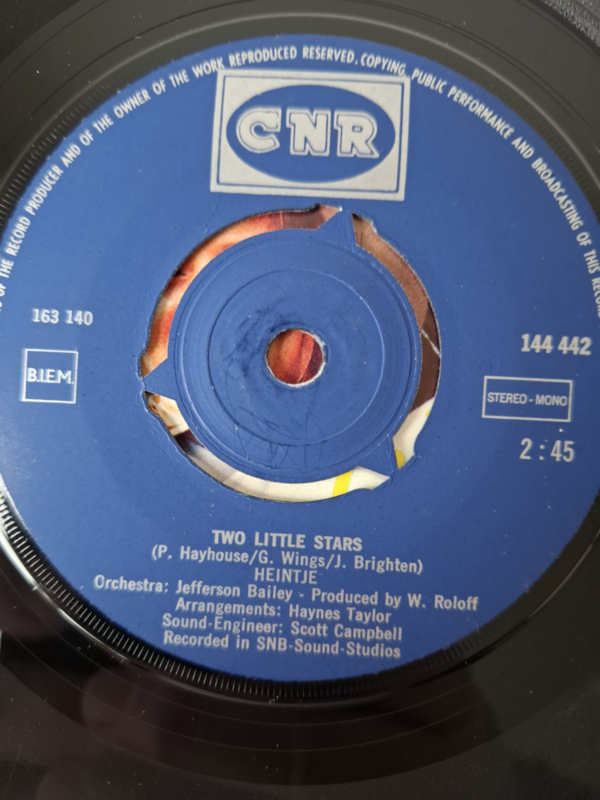 OF THE RECORD PRODUCER AND OF THE OWNER OF THE WORK REPRODUCED RESERVED. COPYING, PUBLIC PERFORMANCE AND BROADCASTING OF THIS RECORD
CNR
163 140
144 442
B.I.E.M.
STEREO - MONO
2 : 45
TWO LITTLE STARS
(P. Hayhouse/G. Wings/J. Brighten)
HEINTJE
Orchestra: Jefferson Bailey - Produced by W. Roloff
Arrangements: Haynes Taylor
Sound-Engineer: Scott Campbell
Recorded in SNB-Sound-Studios